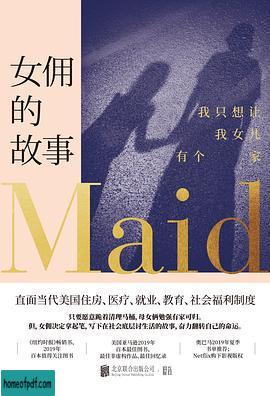 女佣
的
故事
我只想让
我女儿
有个 家
Maid
直面当代美国住房、医疗、就业、教育、社会福利制度
只要愿意跪着清理马桶，母女俩勉强有家可归。
但，女佣决定拿起笔，写下在社会底层讨生活的故事，奋力翻转自己的命运。
《纽约时报》畅销书，
2019年
百本值得关注图书
美国亚马逊2019年
百本最佳图书、
最佳非虚构作品、最佳回忆录
奥巴马2019年夏季
书单推荐；
Netflix购下影视版权
homeofpdf.com
北京联合出版公司